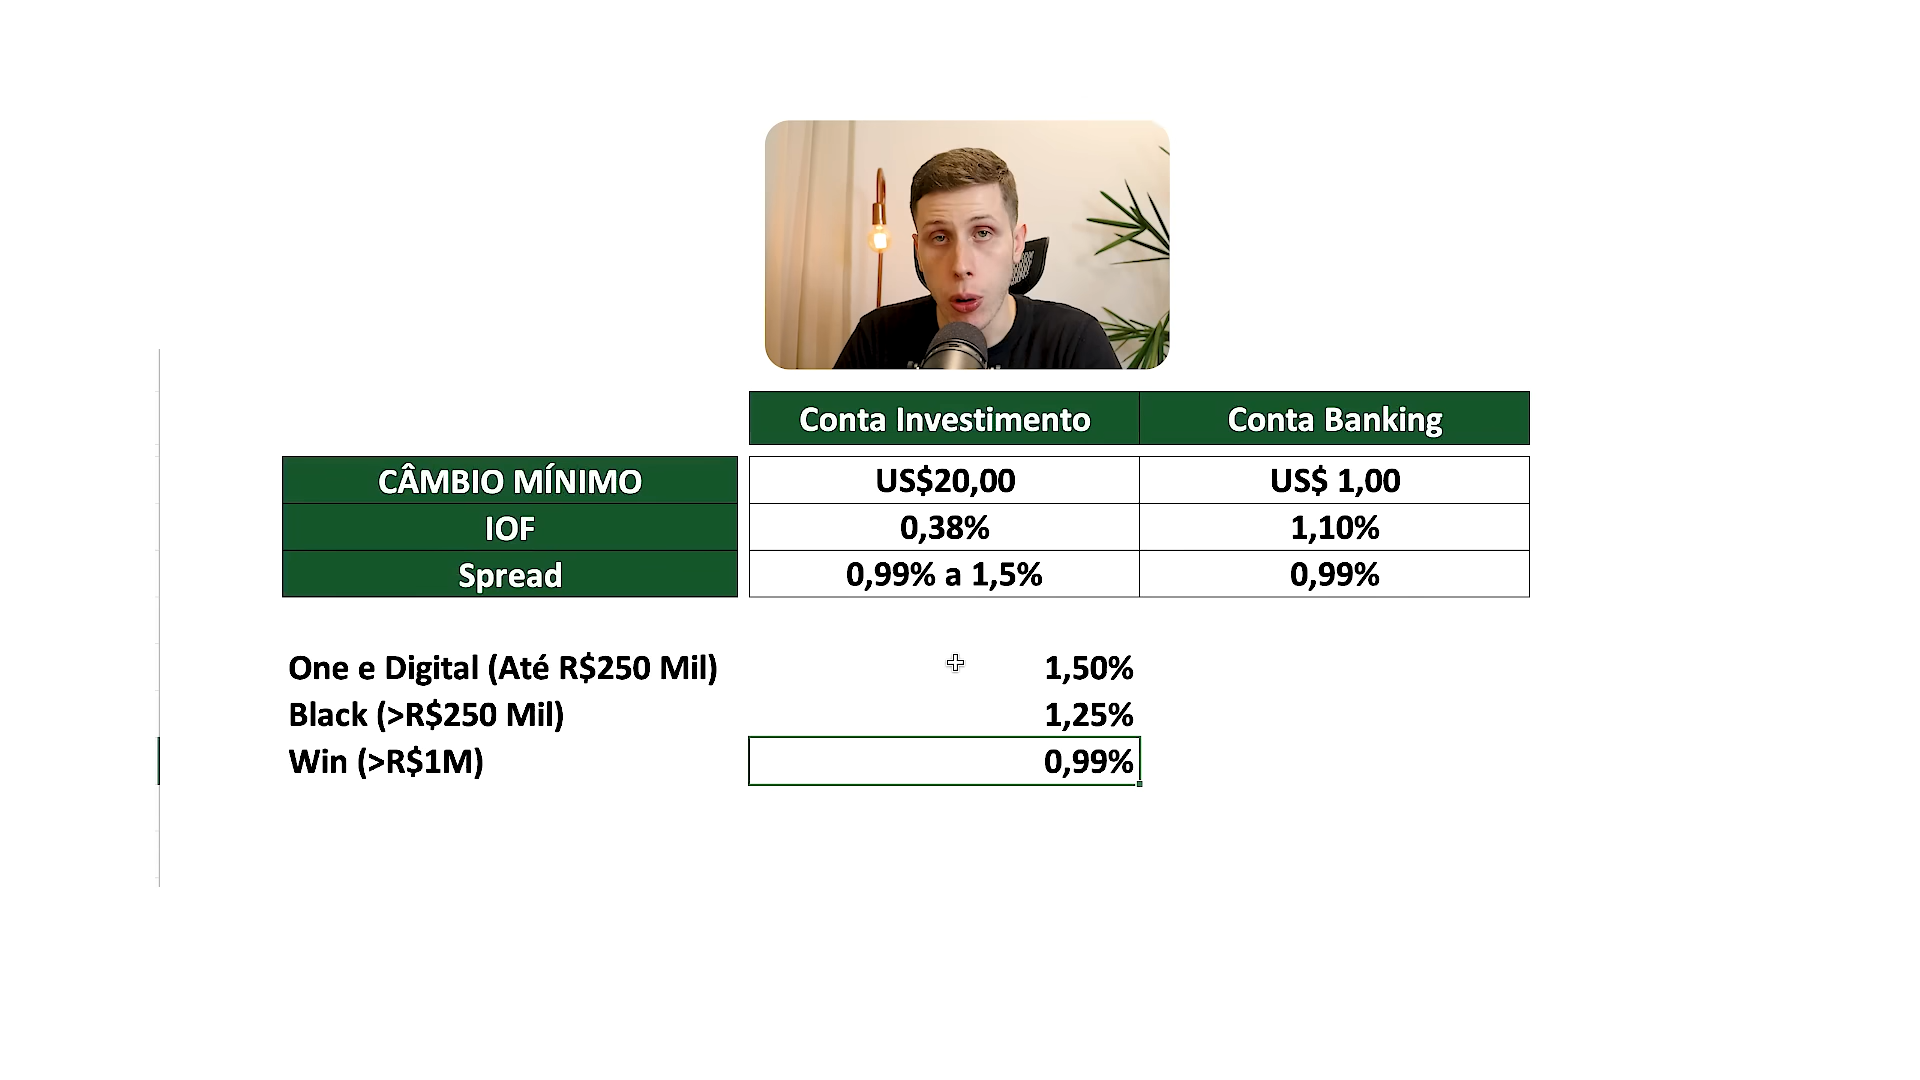 Conta Investimento Conta Banking
CÂMBIO MÍNIMO US$20,00 US$ 1,00
IOF 0,38% 1,10%
Spread 0,99% a 1,5% 0,99%
One e Digital (Até R$250 Mil) 1,50%
Black (>R$250 Mil) 1,25%
Win (>R$1M) 0,99%